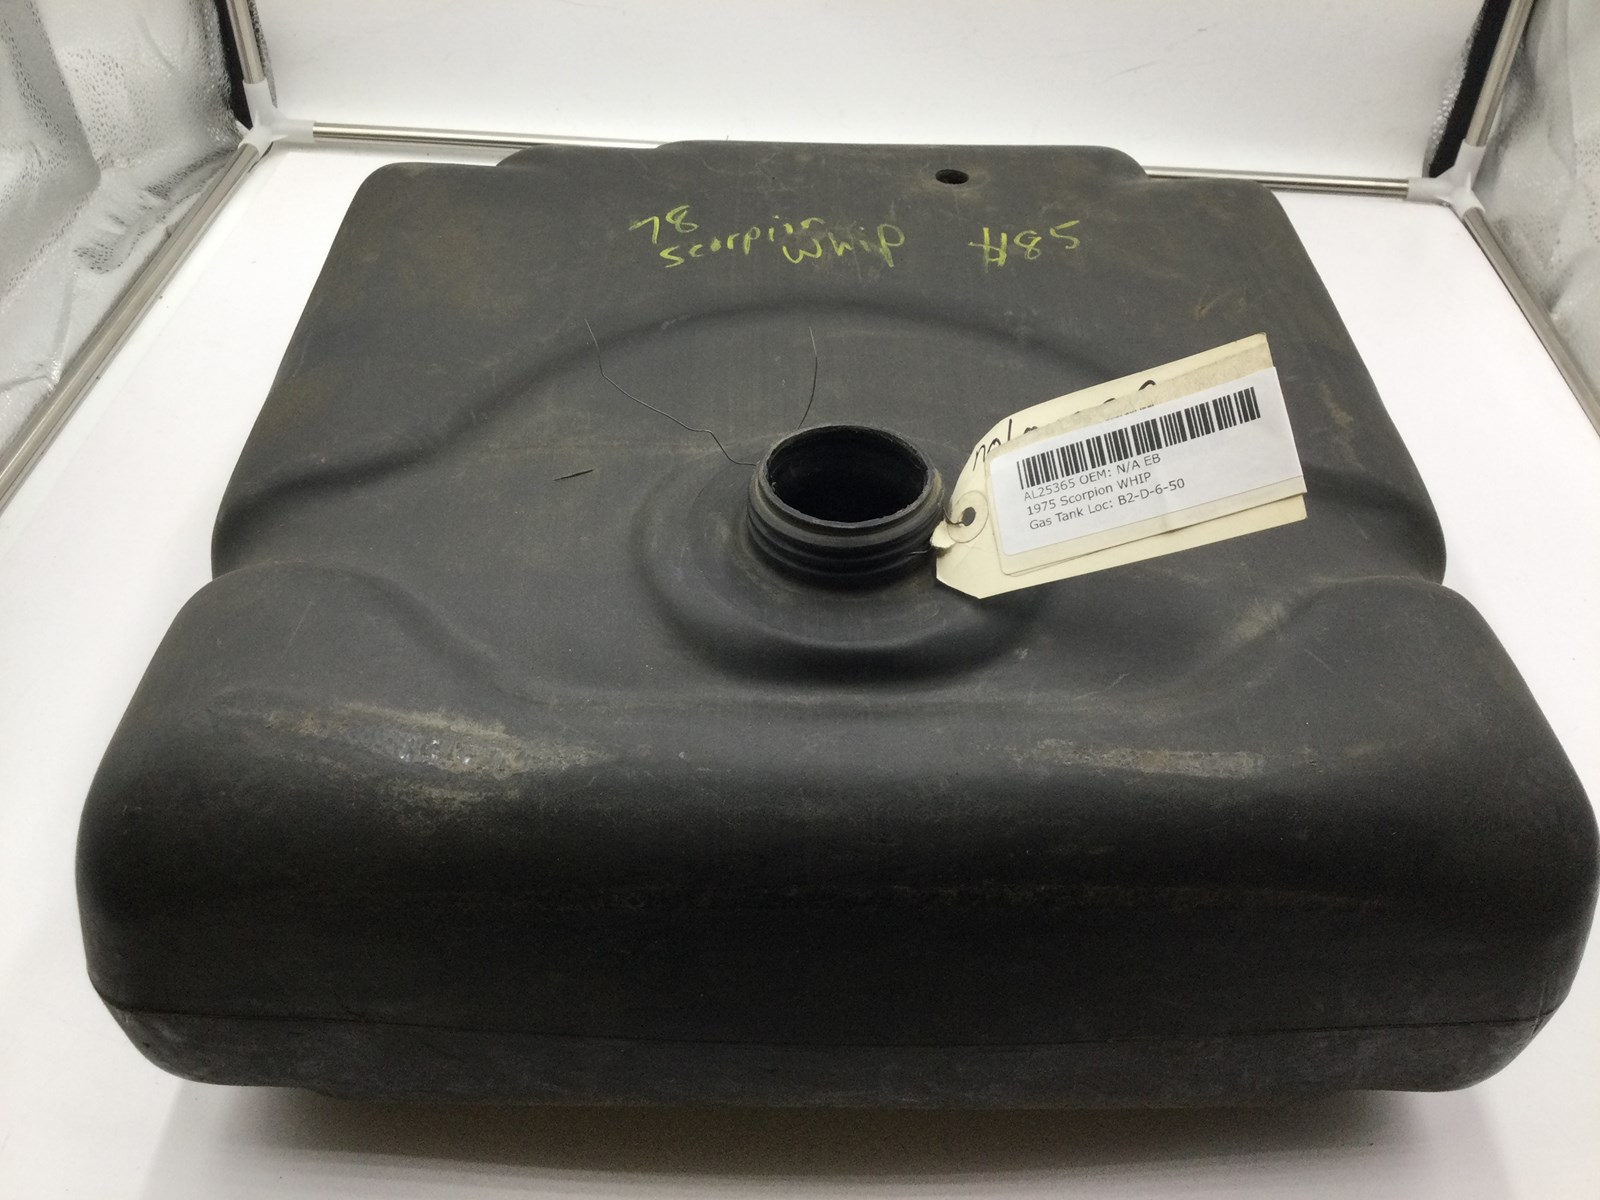 78
Scorpion
Whip #85
AL25365 OEM: N/A EB
1975 Scorpion WHIP
Gas Tank Loc: B2-D-6-50